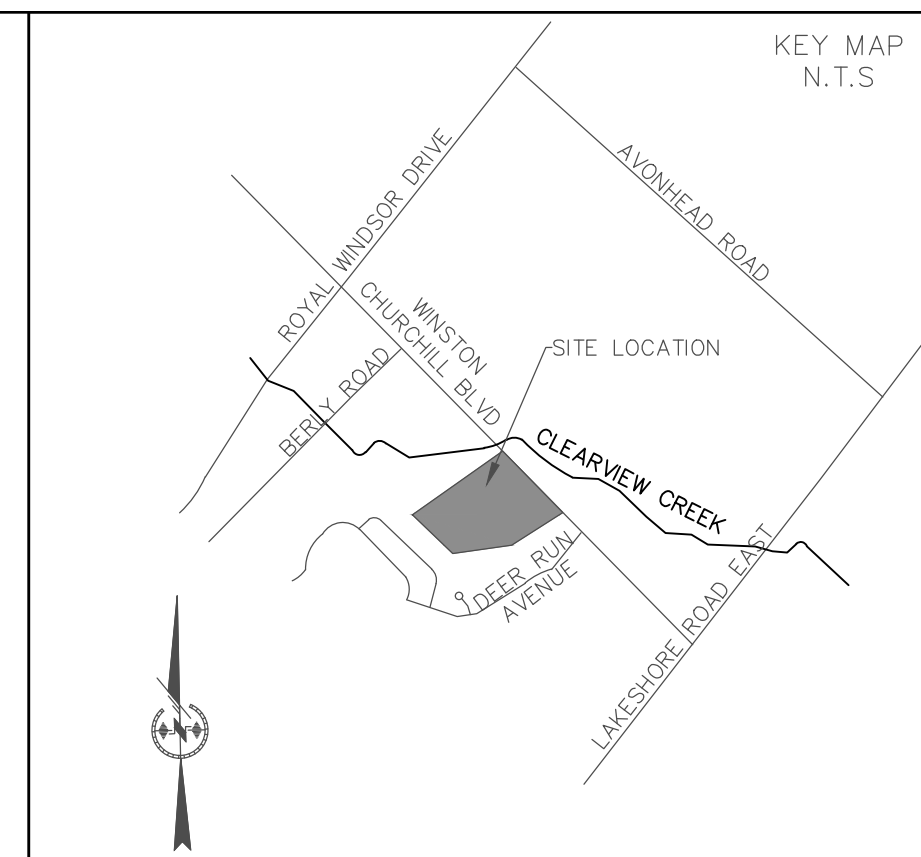 KEY MAP
N.T.S
ROYAL WINDSOR DRIVE
AVONHEAD ROAD
WINSTON
CHURCHILL BLVD
BERLY ROAD
SITE LOCATION
CLEARVIEW CREEK
DEER RUN
AVENUE
LAKESHORE ROAD EAST
N